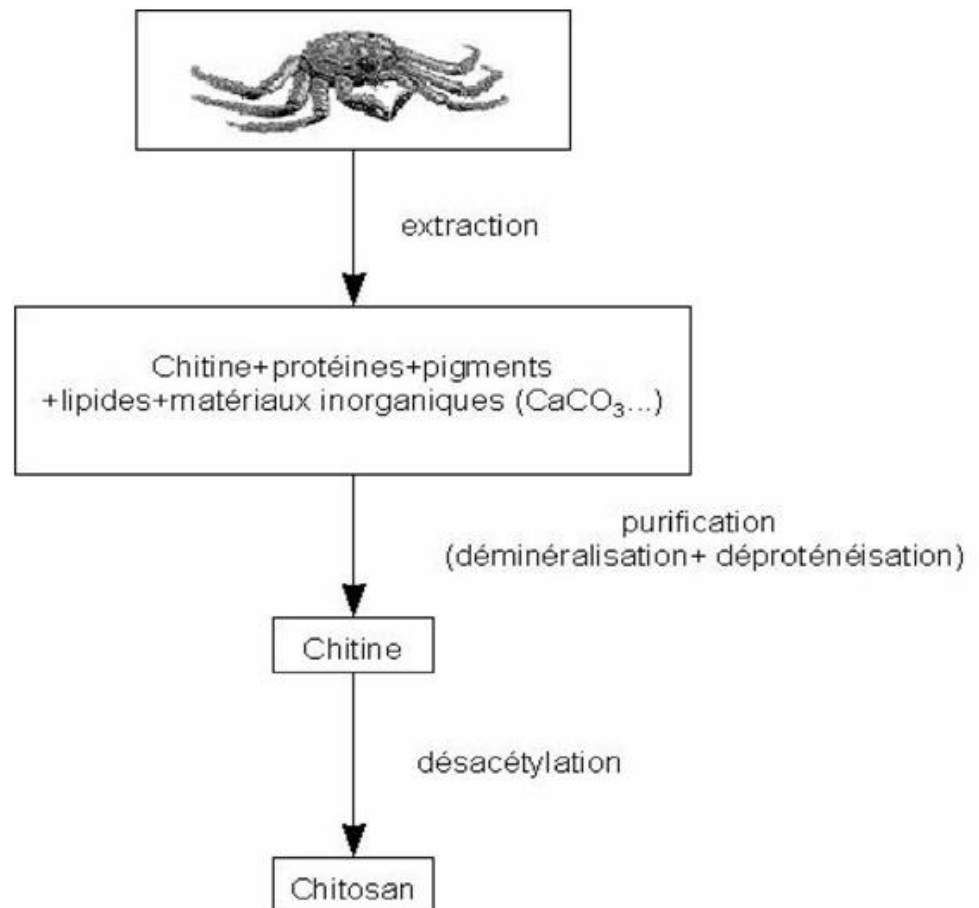 extraction
Chitine+protéines+pigments
+lipides+matériaux inorganiques (CaCO₃...)
purification
(déminéralisation+ déproténéisation)
Chitine
désacétylation
Chitosan